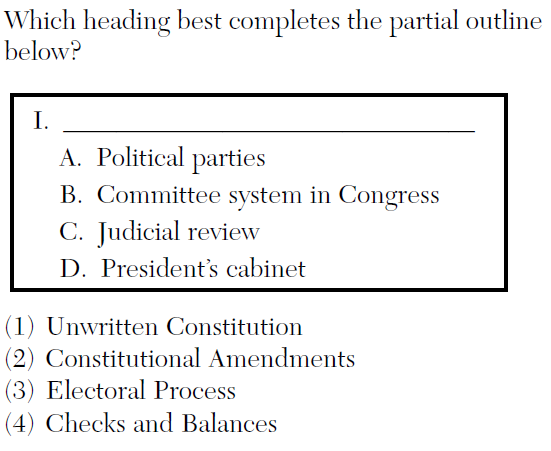 Which heading best completes the partial outline
below?
I.
A. Political parties
B. Committee system in Congress
C. Judicial review
D. President's cabinet
(1) Unwritten Constitution
(2) Constitutional Amendments
(3) Electoral Process
(4) Checks and Balances